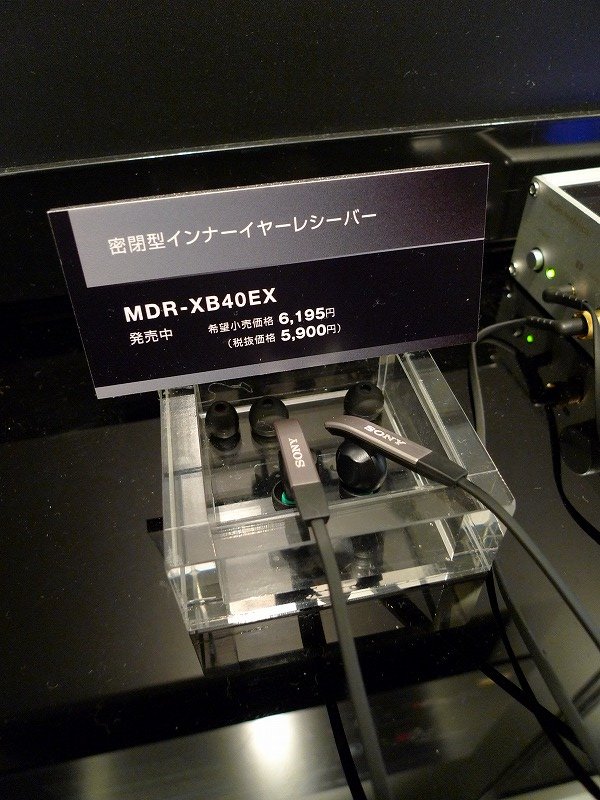 密閉型インナーイヤーレシーバー
MDR-XB40EX
発売中 希望小売価格 6,195円
（税抜価格 5,900円）
SONY
SONY